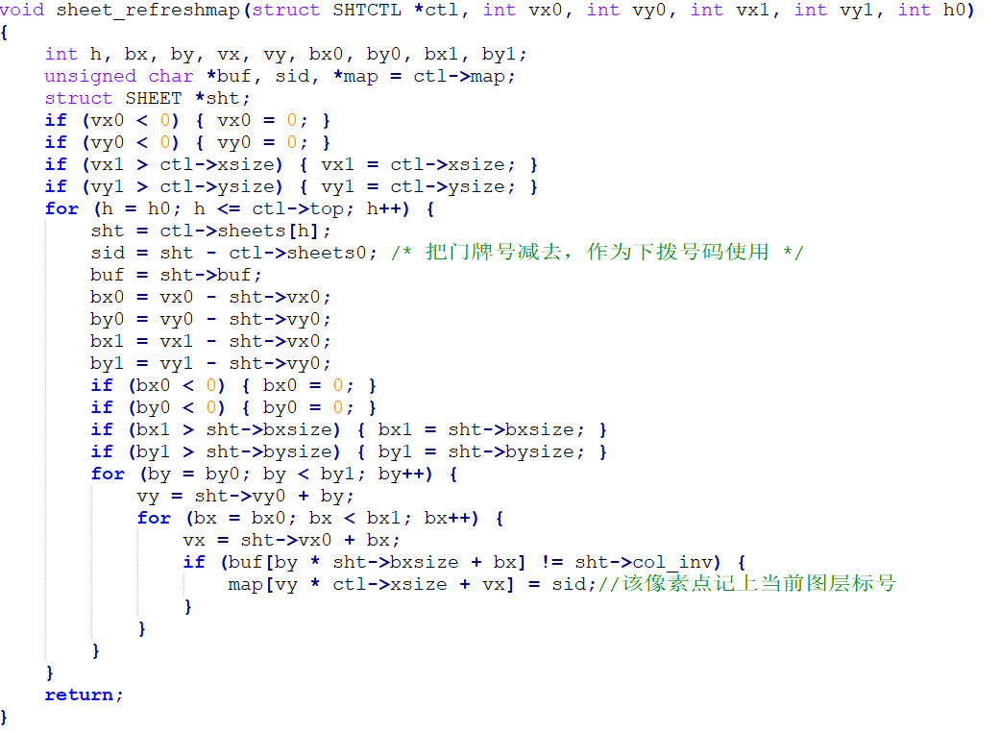 void sheet_refreshmap(struct SHTCTL *ctl, int vx0, int vy0, int vx1, int vy1, int h0)
{
    int h, bx, by, vx, vy, bx0, by0, bx1, by1;
    unsigned char *buf, sid, *map = ctl->map;
    struct SHEET *sht;
    if (vx0 < 0) { vx0 = 0; }
    if (vy0 < 0) { vy0 = 0; }
    if (vx1 > ctl->xsize) { vx1 = ctl->xsize; }
    if (vy1 > ctl->ysize) { vy1 = ctl->ysize; }
    for (h = h0; h <= ctl->top; h++) {
        sht = ctl->sheets[h];
        sid = sht - ctl->sheets0; /* 把门牌号减去，作为下拨号码使用 */
        buf = sht->buf;
        bx0 = vx0 - sht->vx0;
        by0 = vy0 - sht->vy0;
        bx1 = vx1 - sht->vx0;
        by1 = vy1 - sht->vy0;
        if (bx0 < 0) { bx0 = 0; }
        if (by0 < 0) { by0 = 0; }
        if (bx1 > sht->bxsize) { bx1 = sht->bxsize; }
        if (by1 > sht->bysize) { by1 = sht->bysize; }
        for (by = by0; by < by1; by++) {
            vy = sht->vy0 + by;
            for (bx = bx0; bx < bx1; bx++) {
                vx = sht->vx0 + bx;
                if (buf[by * sht->bxsize + bx] != sht->col_inv) {
                    map[vy * ctl->xsize + vx] = sid;//该像素点记上当前图层标号
                }
            }
        }
    }
    return;
}